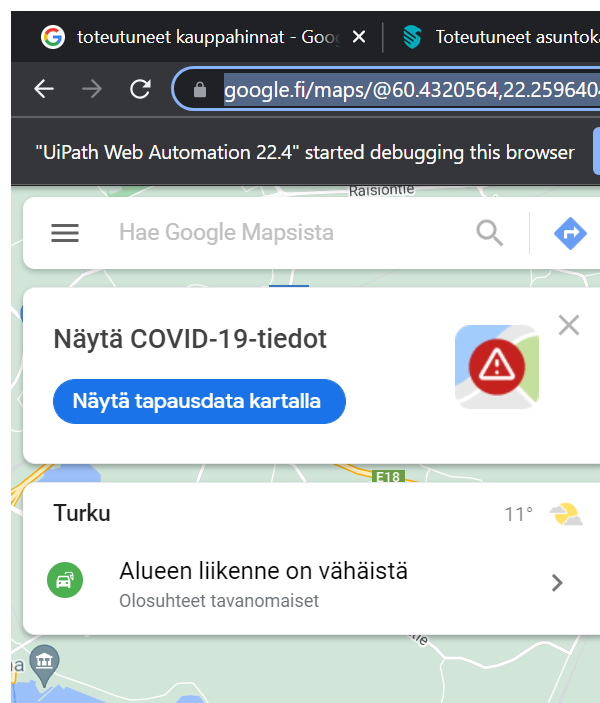 toteutuneet kauppahinnat - Goo
Toteutuneet asuntok
google.fi/maps/@60.4320564,22.259640
"UiPath Web Automation 22.4" started debugging this browser
Raisiontie
Hae Google Mapsista
Näytä COVID-19-tiedot
Näytä tapausdata kartalla
E18
Turku
11°
Alueen liikenne on vähäistä
Olosuhteet tavanomaiset